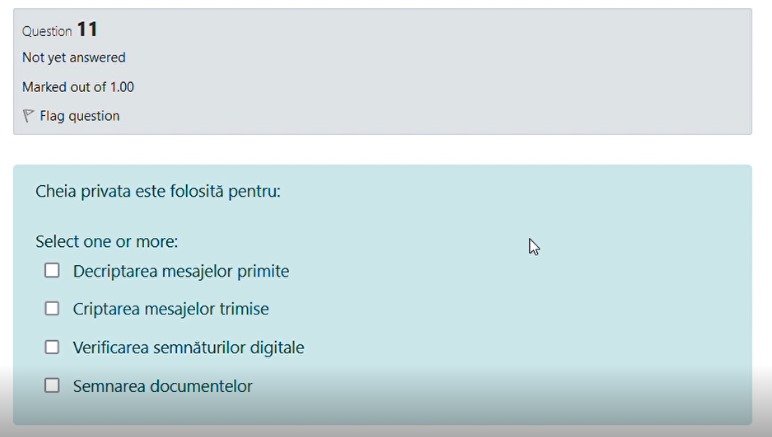 Question 11
Not yet answered
Marked out of 1.00
Flag question
Cheia privata este folosită pentru:
Select one or more:
Decriptarea mesajelor primite
Criptarea mesajelor trimise
Verificarea semnăturilor digitale
Semnarea documentelor